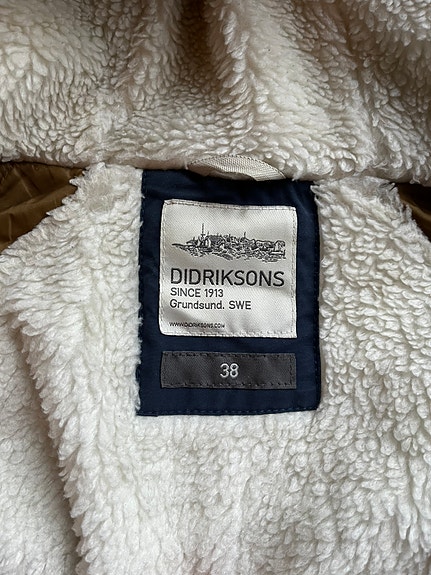 DIDRIKSONS
SINCE 1913
Grundsund. SWE
WWW.DIDRIKSONS.COM
38